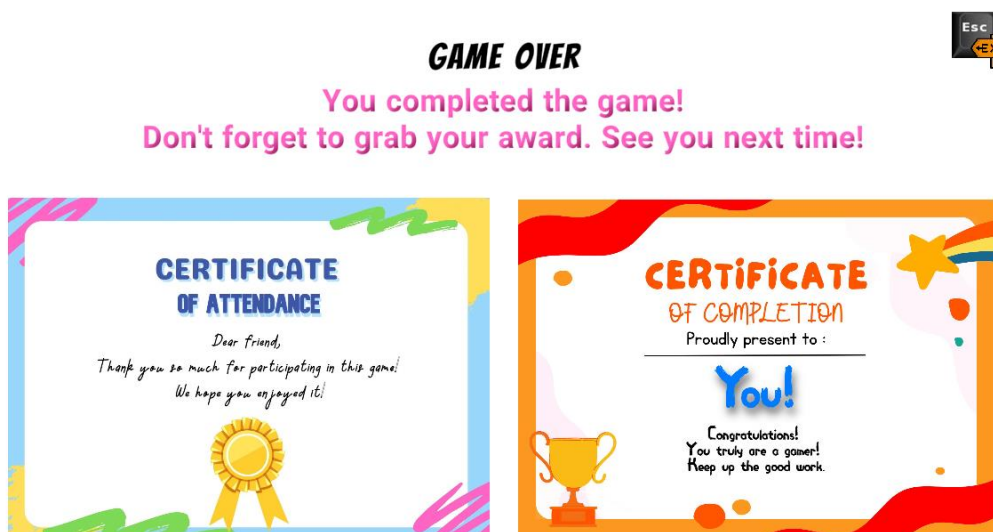 Esc
GAME OVER
You completed the game!
Don't forget to grab your award. See you next time!
CERTIFICATE
OF ATTENDANCE
Dear friend,
Thank you so much for participating in this game!
We hope you enjoyed it!
CERTiFiCATE
OF COMPLETION
Proudly present to :
You!
Congratulations!
You truly are a gamer!
Keep up the good work.